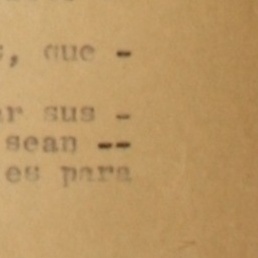 , que -
sus -
sean --
es para